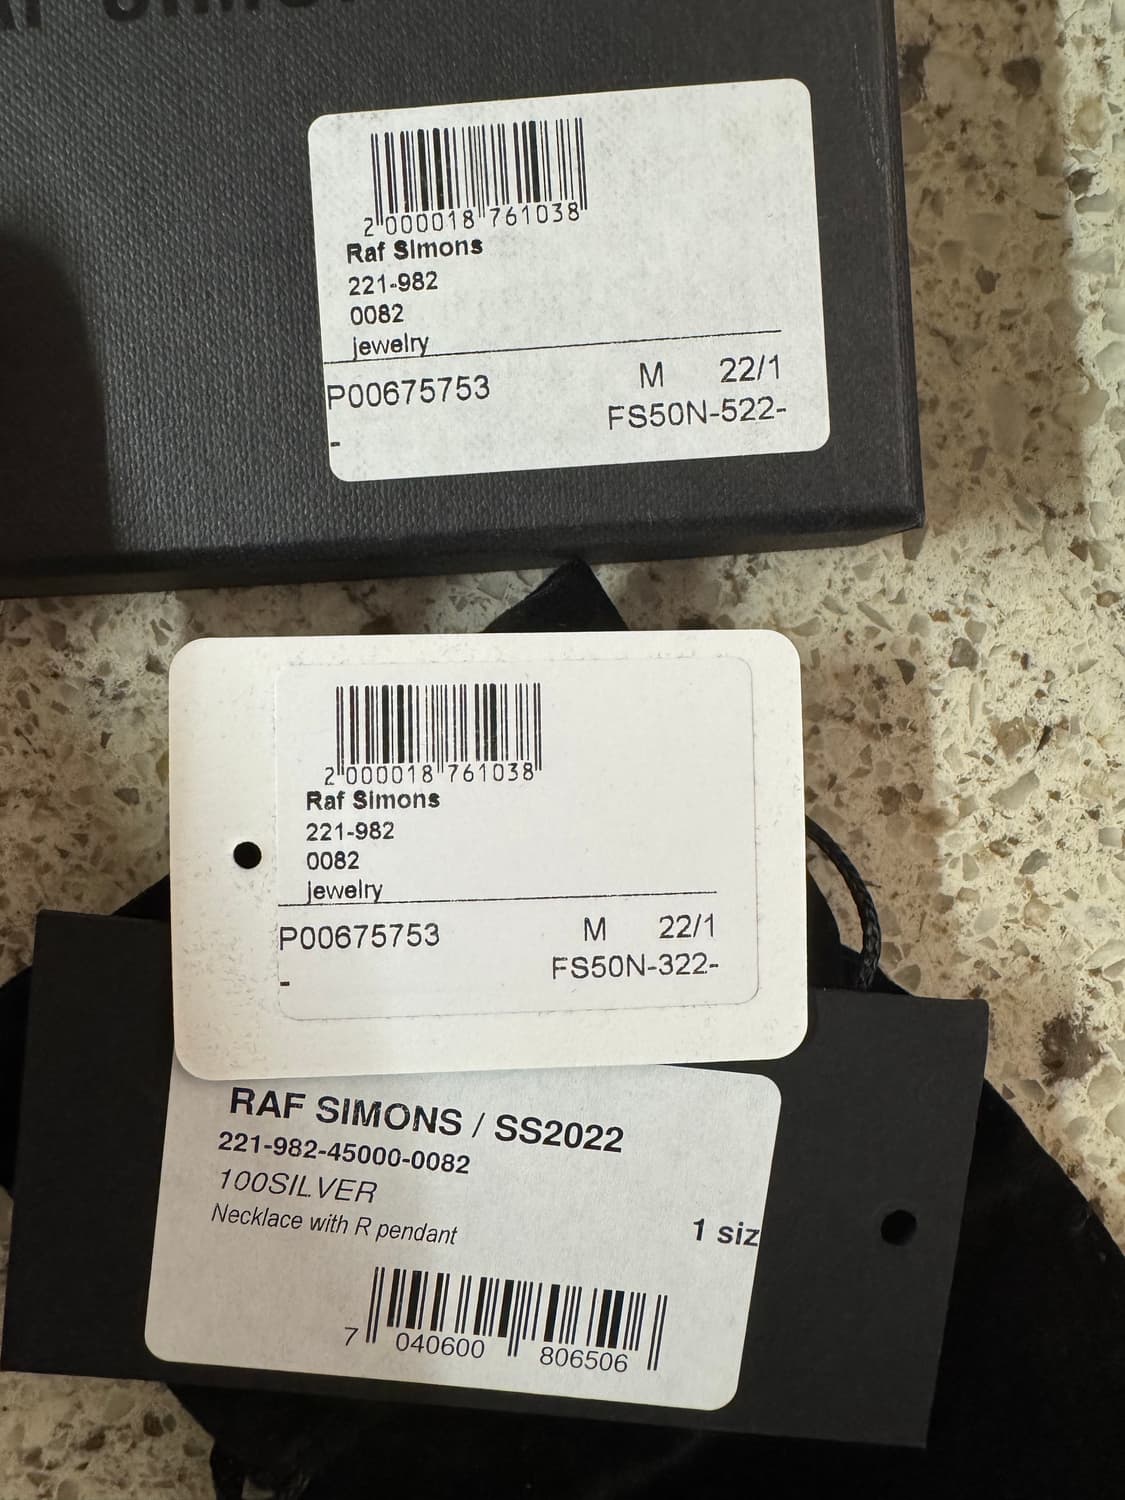 2 000018 761038
Raf Simons
221-982
0082
jewelry
P00675753 M 22/1
FS50N-522-
-
2 000018 761038
Raf Simons
221-982
0082
jewelry
P00675753 M 22/1
FS50N-322-
-
RAF SIMONS / SS2022
221-982-45000-0082
100SILVER
Necklace with R pendant
1 siz
7 040600 806506